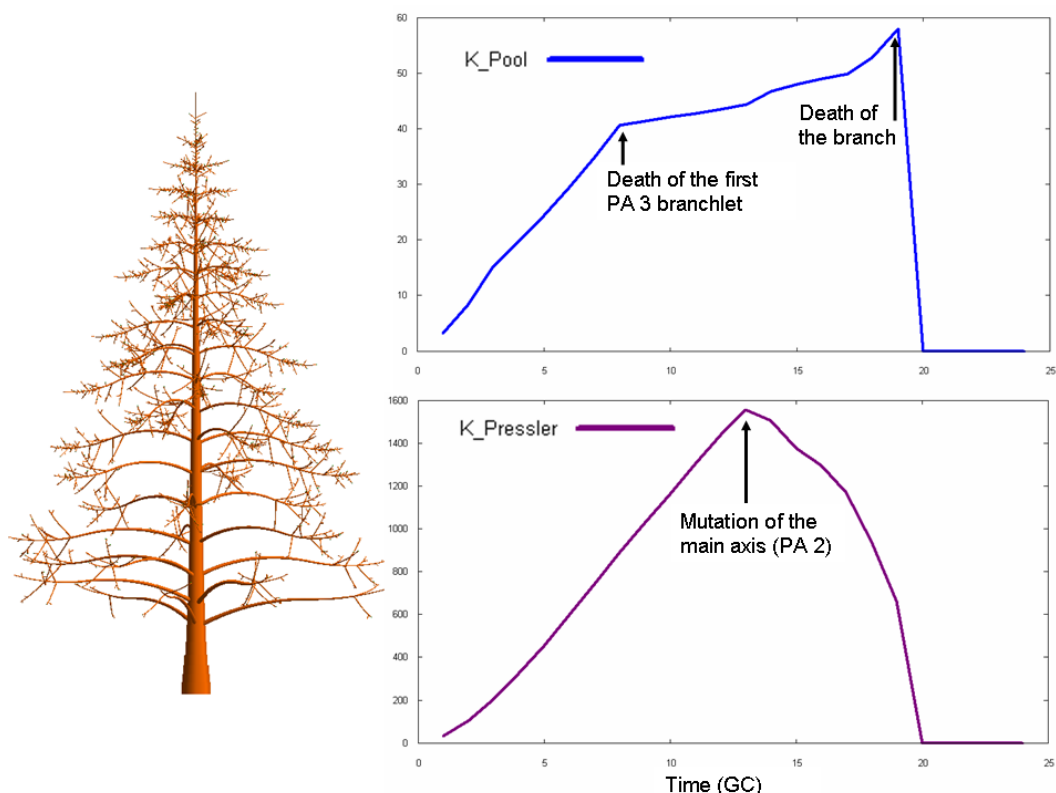 60
K_Pool
50
Death of
the branch
40
Death of the first
PA 3 branchlet
30
20
10
0
0 5 10 15 20 25
1600
K_Pressler
1400
1200
Mutation of the
main axis (PA 2)
1000
800
600
400
200
0
0 5 10 15 20 25
Time (GC)